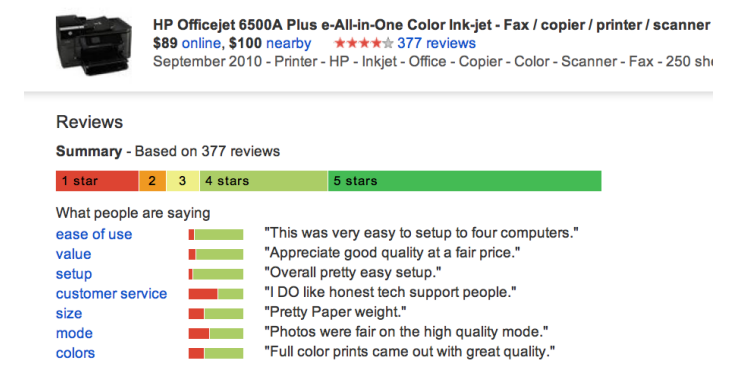 HP Officejet 6500A Plus e-All-in-One Color Ink-jet - Fax / copier / printer / scanner
$89 online, $100 nearby 377 reviews
September 2010 - Printer - HP - Inkjet - Office - Copier - Color - Scanner - Fax - 250 she
Reviews
Summary - Based on 377 reviews
1 star 2 3 4 stars 5 stars
What people are saying
ease of use "This was very easy to setup to four computers."
value "Appreciate good quality at a fair price."
setup "Overall pretty easy setup."
customer service "I DO like honest tech support people."
size "Pretty Paper weight."
mode "Photos were fair on the high quality mode."
colors "Full color prints came out with great quality."